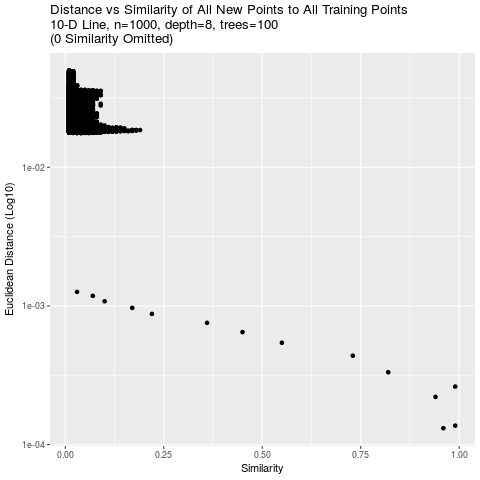 Distance vs Similarity of All New Points to All Training Points
10-D Line, n=1000, depth=8, trees=100
(0 Similarity Omitted)
Euclidean Distance (Log10)
1e-02
1e-03
1e-04
0.00 0.25 0.50 0.75 1.00
Similarity